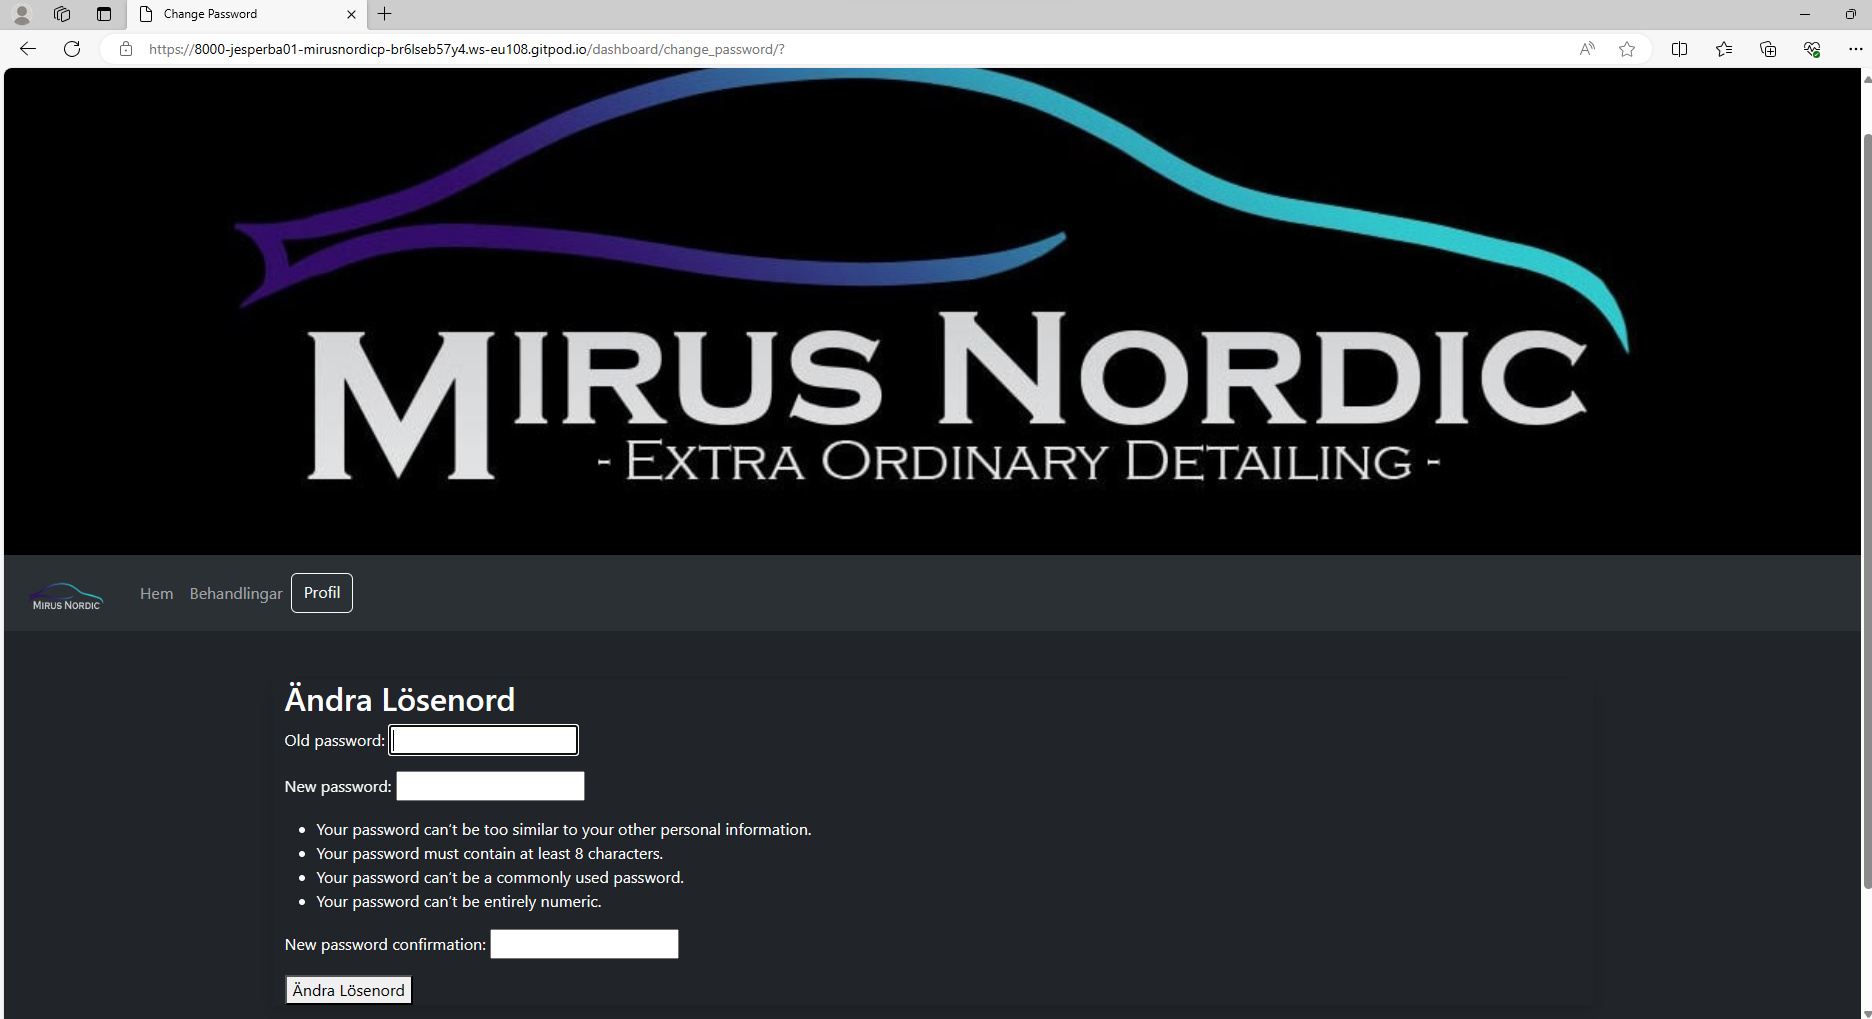 Change Password
https://8000-jesperba01-mirusnordicp-br6lseb57y4.ws-eu108.gitpod.io/dashboard/change_password/?
MIRUS NORDIC
- EXTRA ORDINARY DETAILING -
MIRUS NORDIC Hem Behandlingar Profil
Ändra Lösenord
Old password:
New password:
Your password can't be too similar to your other personal information.
Your password must contain at least 8 characters.
Your password can't be a commonly used password.
Your password can't be entirely numeric.
New password confirmation:
Ändra Lösenord